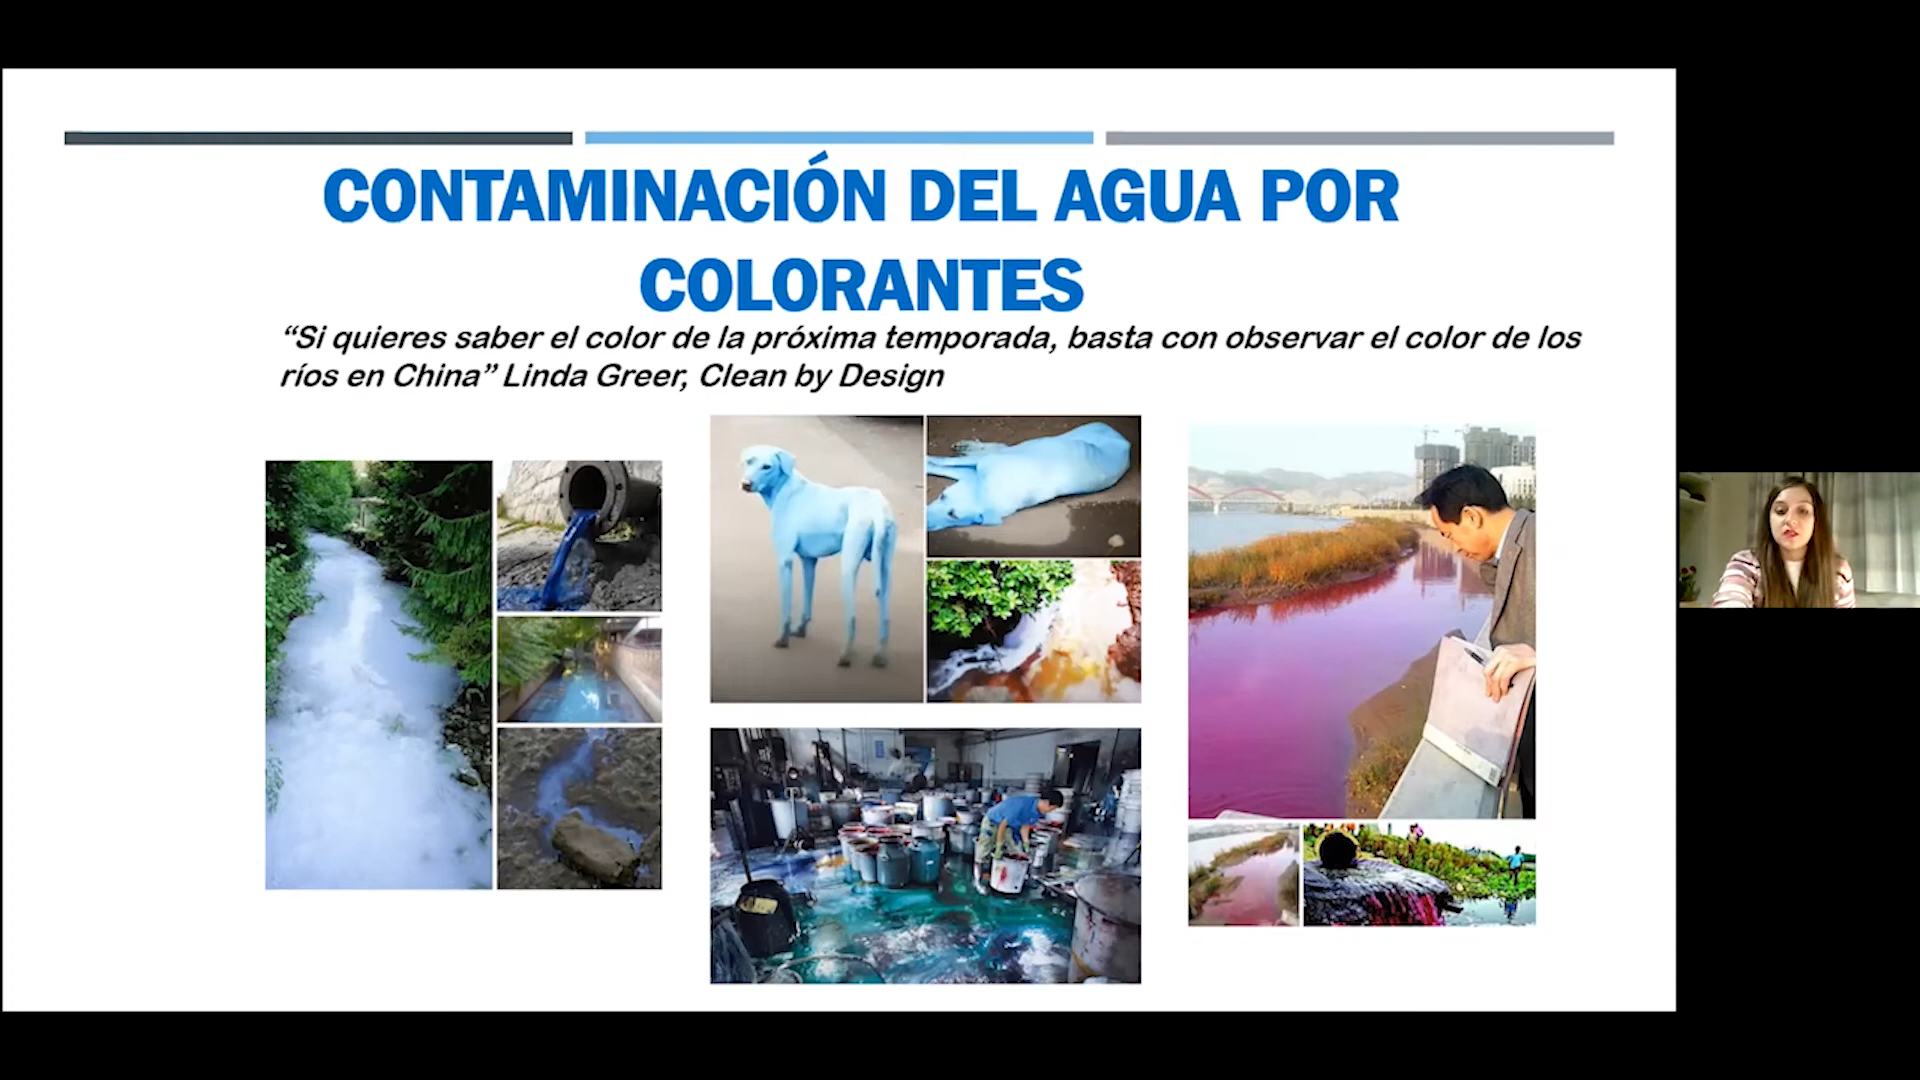 CONTAMINACIÓN DEL AGUA POR
COLORANTES
“Si quieres saber el color de la próxima temporada, basta con observar el color de los
ríos en China” Linda Greer, Clean by Design